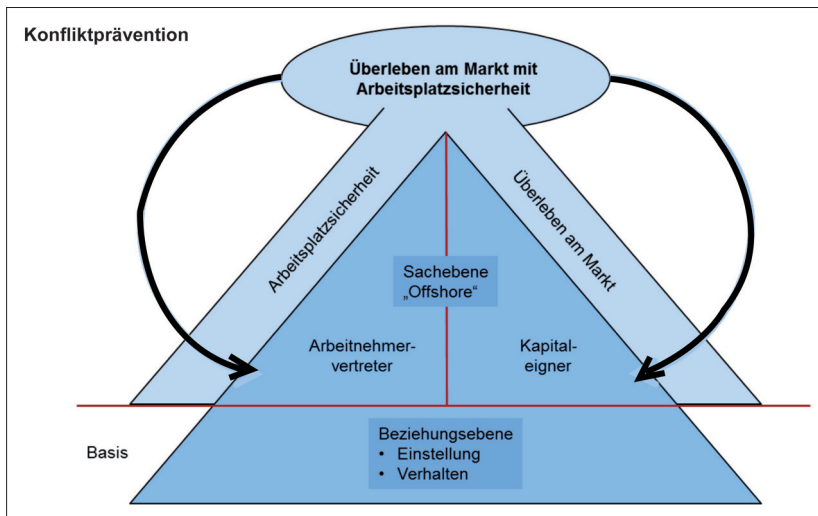 Konfliktprävention
Überleben am Markt mit
Arbeitsplatzsicherheit
Arbeitsplatzsicherheit
Überleben am Markt
Sachebene
„Offshore“
Arbeitnehmer-
vertreter
Kapital-
eigner
Basis
Beziehungsebene
• Einstellung
• Verhalten